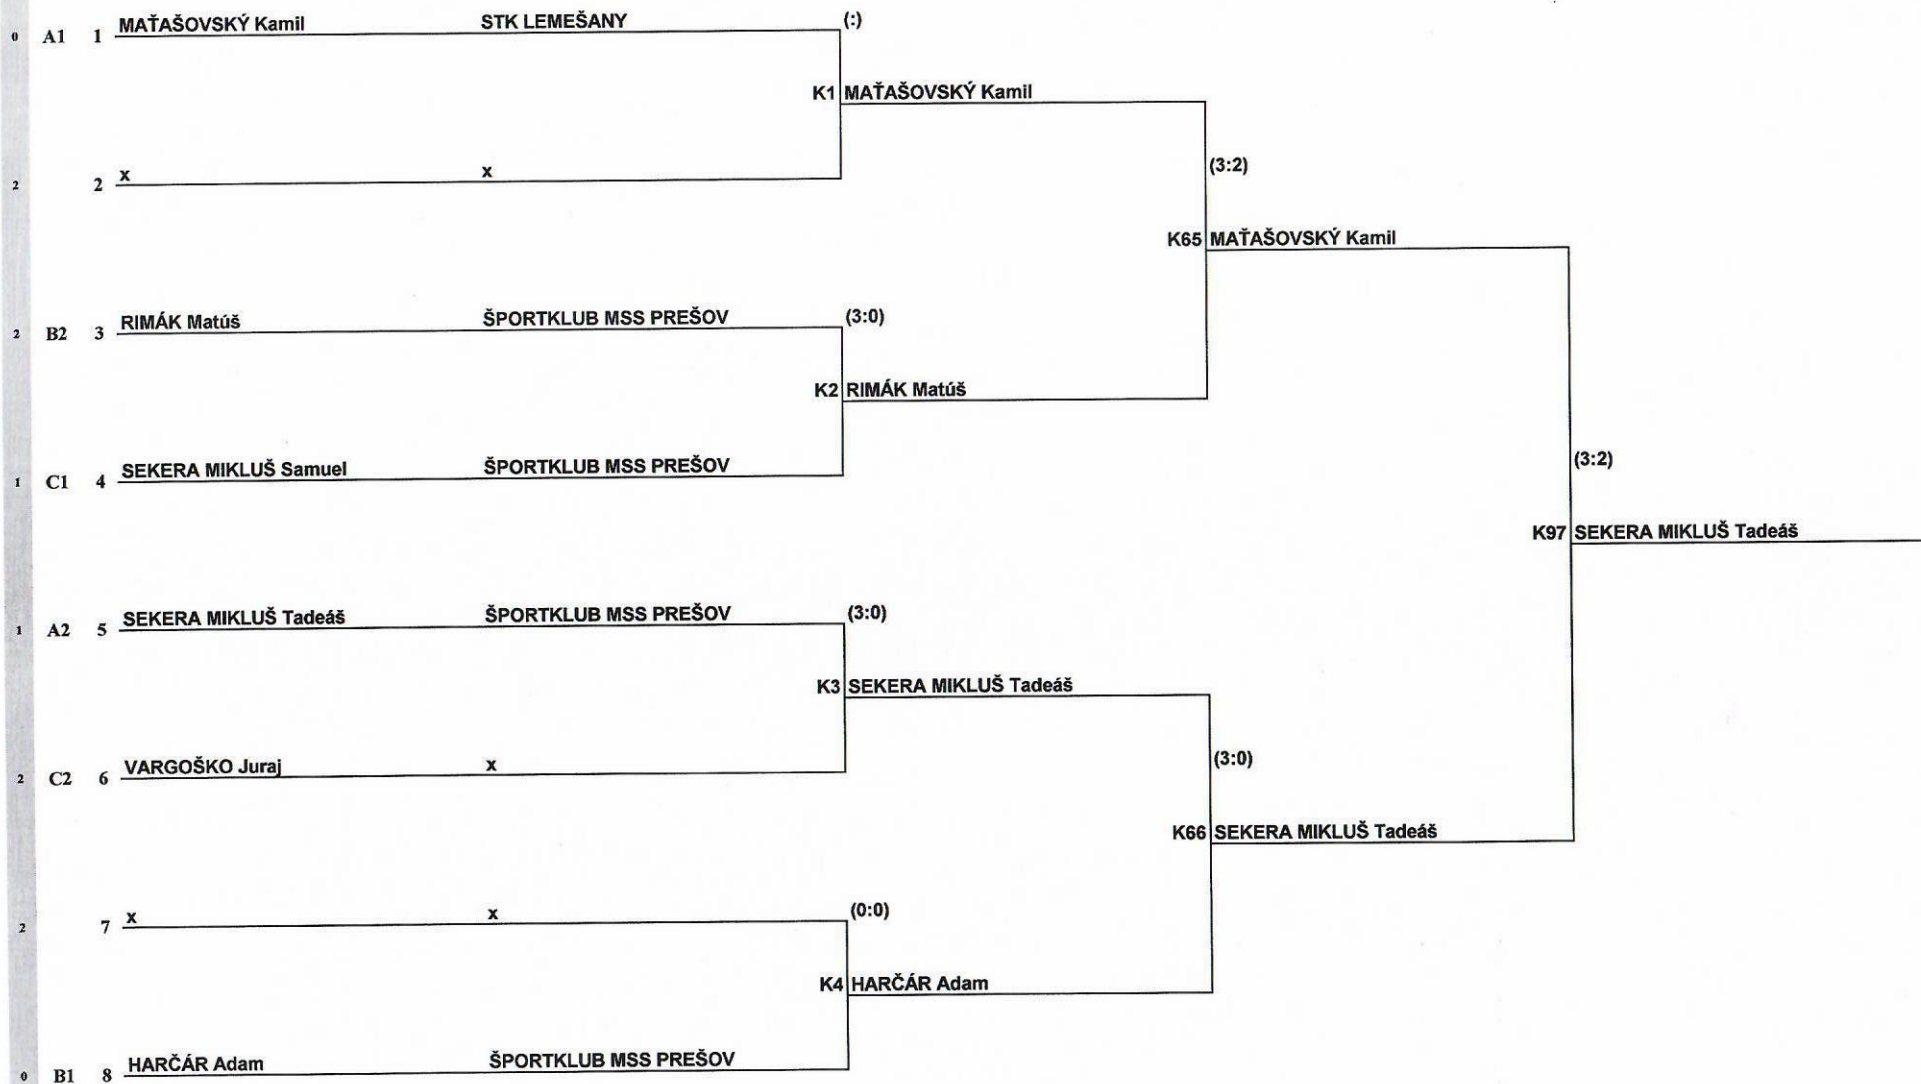 0 A1 1 MAŤAŠOVSKÝ Kamil STK LEMEŠANY (:)
K1 MAŤAŠOVSKÝ Kamil
(3:2)
2 2 x x
K65 MAŤAŠOVSKÝ Kamil
2 B2 3 RIMÁK Matúš ŠPORTKLUB MSS PREŠOV (3:0)
K2 RIMÁK Matúš
(3:2)
1 C1 4 SEKERA MIKLUŠ Samuel ŠPORTKLUB MSS PREŠOV
K97 SEKERA MIKLUŠ Tadeáš
1 A2 5 SEKERA MIKLUŠ Tadeáš ŠPORTKLUB MSS PREŠOV (3:0)
K3 SEKERA MIKLUŠ Tadeáš
(3:0)
2 C2 6 VARGOŠKO Juraj x
K66 SEKERA MIKLUŠ Tadeáš
2 7 x x (0:0)
K4 HARČÁR Adam
0 B1 8 HARČÁR Adam ŠPORTKLUB MSS PREŠOV